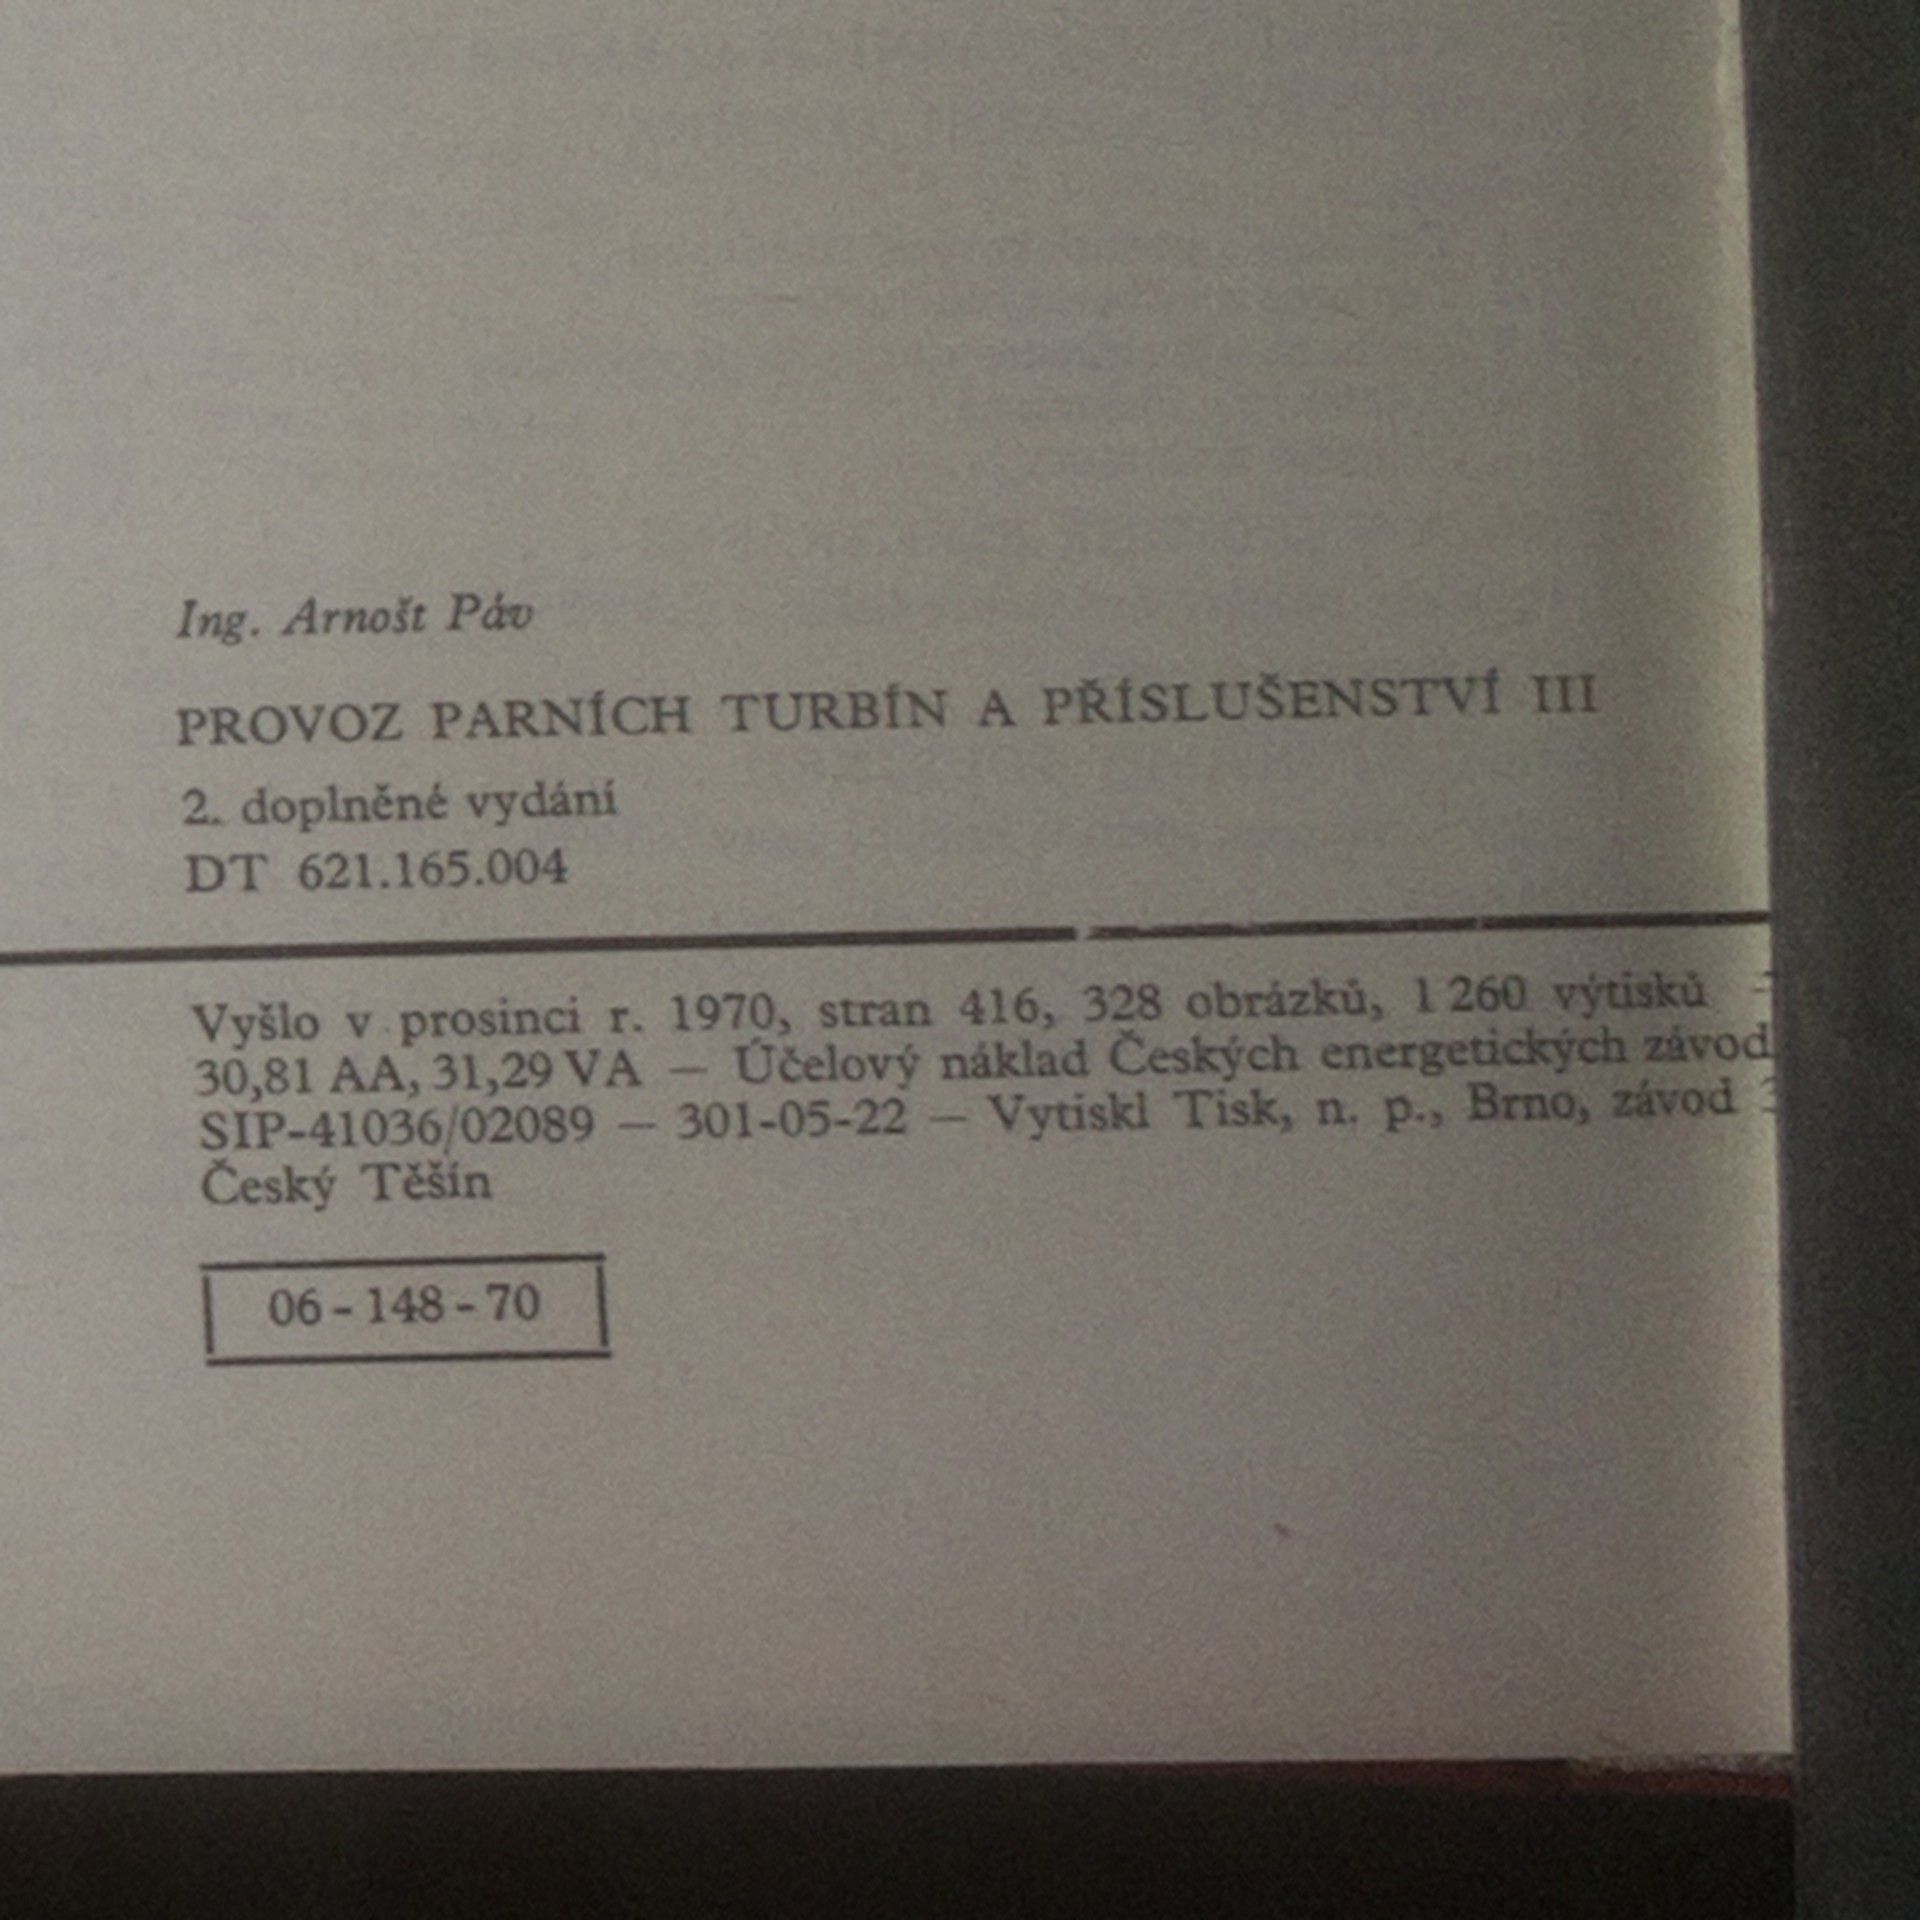 Ing. Arnošt Páv
PROVOZ PARNÍCH TURBÍN A PŘÍSLUŠENSTVÍ III
2. doplněné vydání
DT 621.165.004
Vyšlo v prosinci r. 1970, stran 416, 328 obrázků, 1 260 výtisků –
30,81 AA, 31,29 VA — Účelový náklad Českých energetických závod
SIP-41036/02089 — 301-05-22 — Vytiskl Tisk, n. p., Brno, závod
Český Těšín
06 - 148 - 70